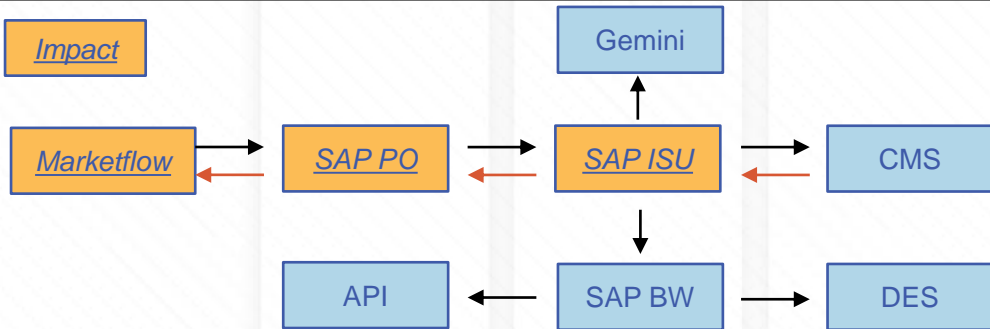 Gemini
Impact
Marketflow
SAP PO
SAP ISU
CMS
API
SAP BW
DES